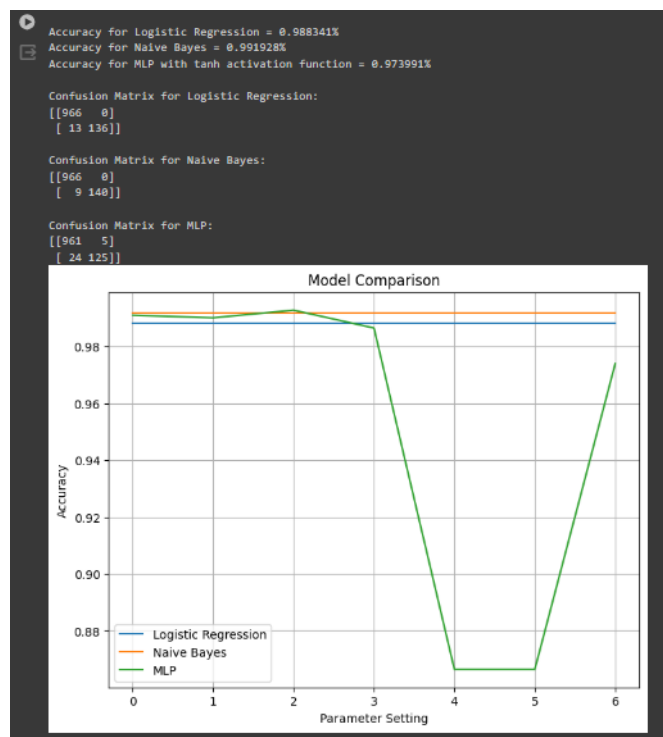 Accuracy for Logistic Regression = 0.988341%
Accuracy for Naive Bayes = 0.991928%
Accuracy for MLP with tanh activation function = 0.973991%
Confusion Matrix for Logistic Regression:
[[966   0]
 [ 13 136]]
Confusion Matrix for Naive Bayes:
[[966   0]
 [  9 140]]
Confusion Matrix for MLP:
[[961   5]
 [ 24 125]]
Model Comparison
0.98
0.96
0.94
0.92
0.90
0.88
Accuracy
Logistic Regression
Naive Bayes
MLP
0 1 2 3 4 5 6
Parameter Setting